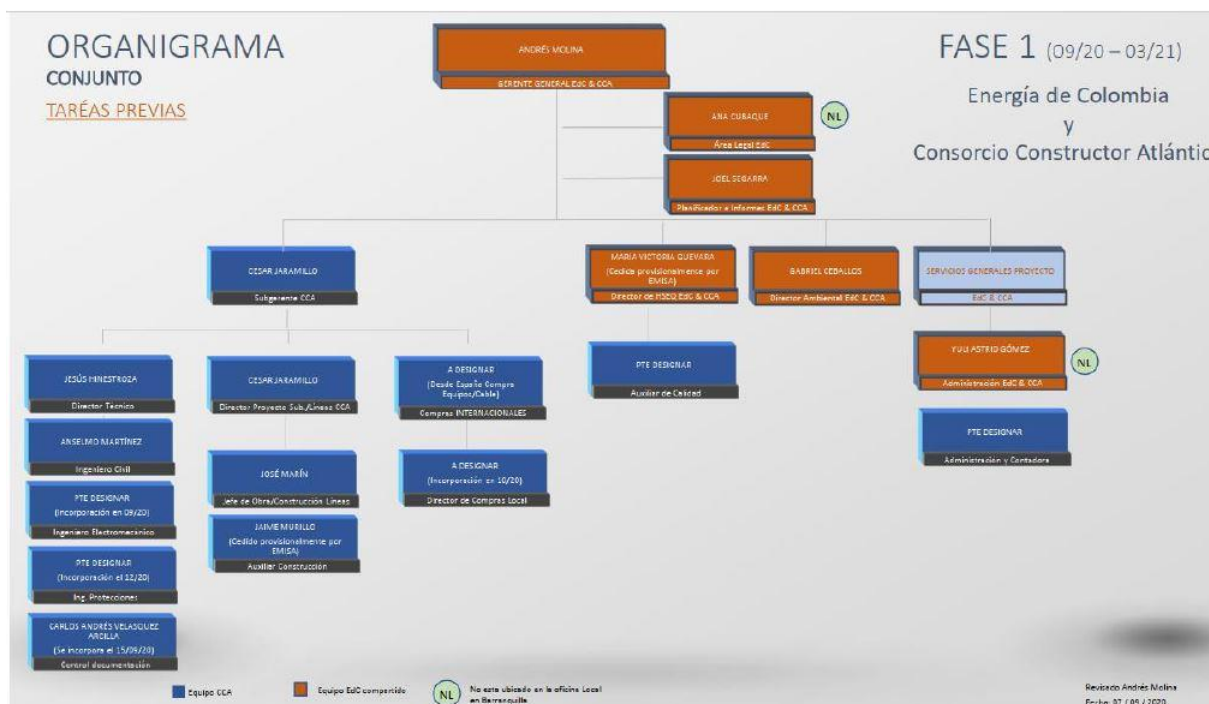 ORGANIGRAMA
CONJUNTO
TARÉAS PREVIAS
FASE 1 (09/20 – 03/21)
Energía de Colombia
y
Consorcio Constructor Atlántic
ANDRÉS MOLINA
GERENTE GENERAL EdC & CCA
ANA CUBAQUE
Área Legal EdC
NL
JOEL SEGARRA
Planificador e Informes EdC & CCA
CESAR JARAMILLO
Subgerente CCA
MARIA VICTORIA GUEVARA
(Cedida provisionalmente por
EMISA)
Director de HSEQ EdC & CCA
GABRIEL CEBALLOS
Director Ambiental EdC & CCA
SERVICIOS GENERALES PROYECTO
EdC & CCA
JESÚS HINESTROZA
Director Técnico
CESAR JARAMILLO
Director Proyecto Sub./Líneas CCA
A DESIGNAR
(Desde España Compra
Equipos/Cable)
Compras INTERNACIONALES
PTE DESIGNAR
Auxiliar de Calidad
YULI ASTRID GÓMEZ
Administración EdC & CCA
NL
ANSELMO MARTÍNEZ
Ingeniero Civil
JOSÉ MARÍN
Jefe de Obra/Construcción Líneas
A DESIGNAR
(Incorporación en 10/20)
Director de Compras Local
PTE DESIGNAR
Administración y Contadora
PTE DESIGNAR
(Incorporación en 09/20)
Ingeniero Electromecánico
JAIME MURILLO
(Cedido provisionalmente por
EMISA)
Auxiliar Construcción
PTE DESIGNAR
(Incorporación el 12/20)
Ing. Protecciones
CARLOS ANDRÉS VELASQUEZ
ARCILLA
(Se incorpora el 15/09/20)
Control documentación
Equipo CCA
Equipo EdC compartido
NL
No esta ubicado en la oficina Local
en Barranquilla
Revisado Andrés Molina
Fecha: 07 / 09 / 2020